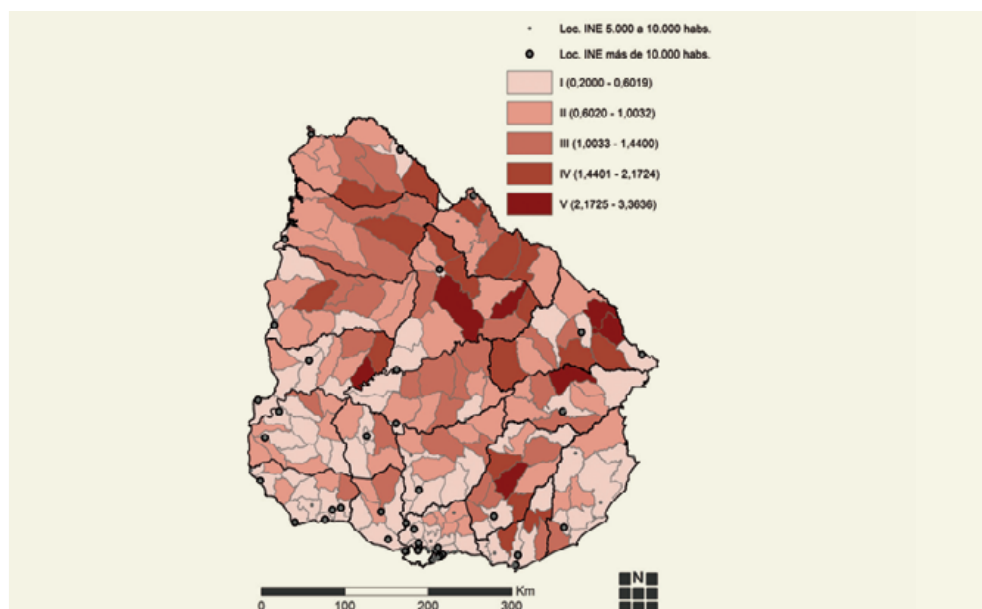 Loc. INE 5.000 a 10.000 habs.
Loc. INE más de 10.000 habs.
I (0,2000 - 0,6019)
II (0,6020 - 1,0032)
III (1,0033 - 1,4400)
IV (1,4401 - 2,1724)
V (2,1725 - 3,3636)
N
Km
0 100 200 300